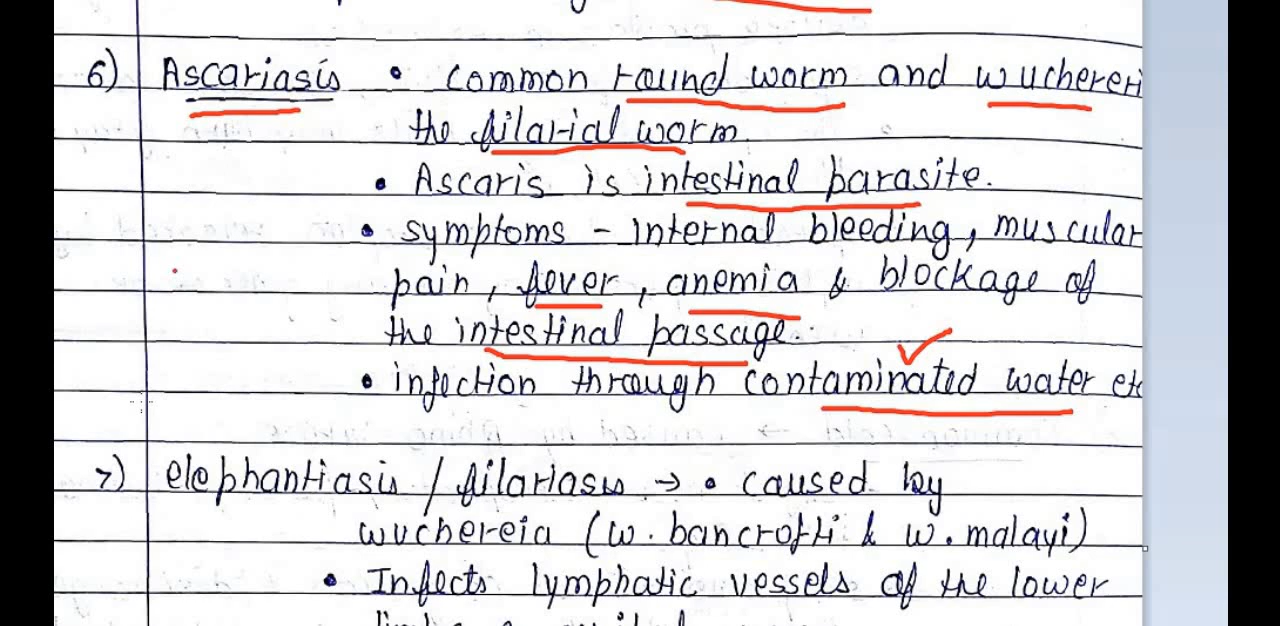 6) Ascariasis • common round worm and wuchereri
the filarial worm
• Ascaris is intestinal parasite.
• symptoms - internal bleeding, muscular
pain, fever, anemia & blockage of
the intestinal passage.
• infection through contaminated water etc
7) elephantiasis / filariasis → • caused by
wuchereia (w. bancrofti & w. malayi)
• Infects lymphatic vessels of the lower